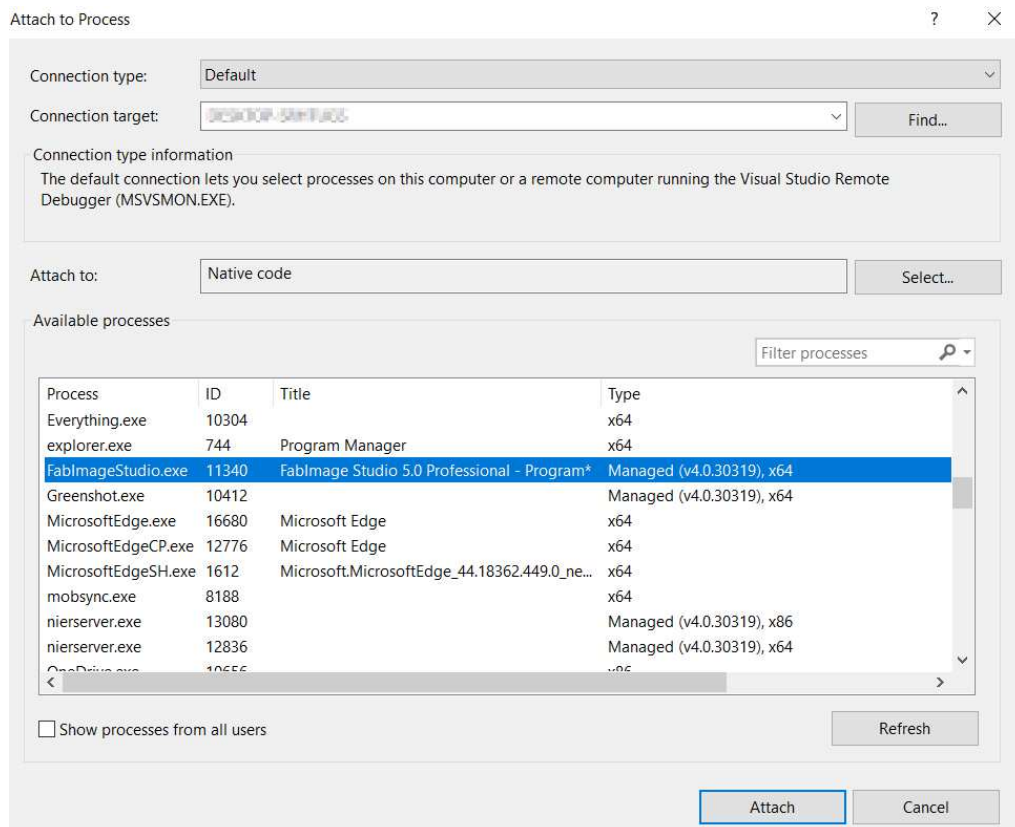 Attach to Process
?
Connection type:
Default
Connection target:
Find...
Connection type information
The default connection lets you select processes on this computer or a remote computer running the Visual Studio Remote
Debugger (MSVSMON.EXE).
Attach to:
Native code
Select...
Available processes
Filter processes
Process ID Title Type
Everything.exe 10304 x64
explorer.exe 744 Program Manager x64
FabImageStudio.exe 11340 FabImage Studio 5.0 Professional - Program* Managed (v4.0.30319), x64
Greenshot.exe 10412 Managed (v4.0.30319), x64
MicrosoftEdge.exe 16680 Microsoft Edge x64
MicrosoftEdgeCP.exe 12776 Microsoft Edge x64
MicrosoftEdgeSH.exe 1612 Microsoft.MicrosoftEdge_44.18362.449.0_ne... x64
mobsync.exe 8188 x64
nierserver.exe 13080 Managed (v4.0.30319), x86
nierserver.exe 12836 Managed (v4.0.30319), x64
Show processes from all users
Refresh
Attach
Cancel